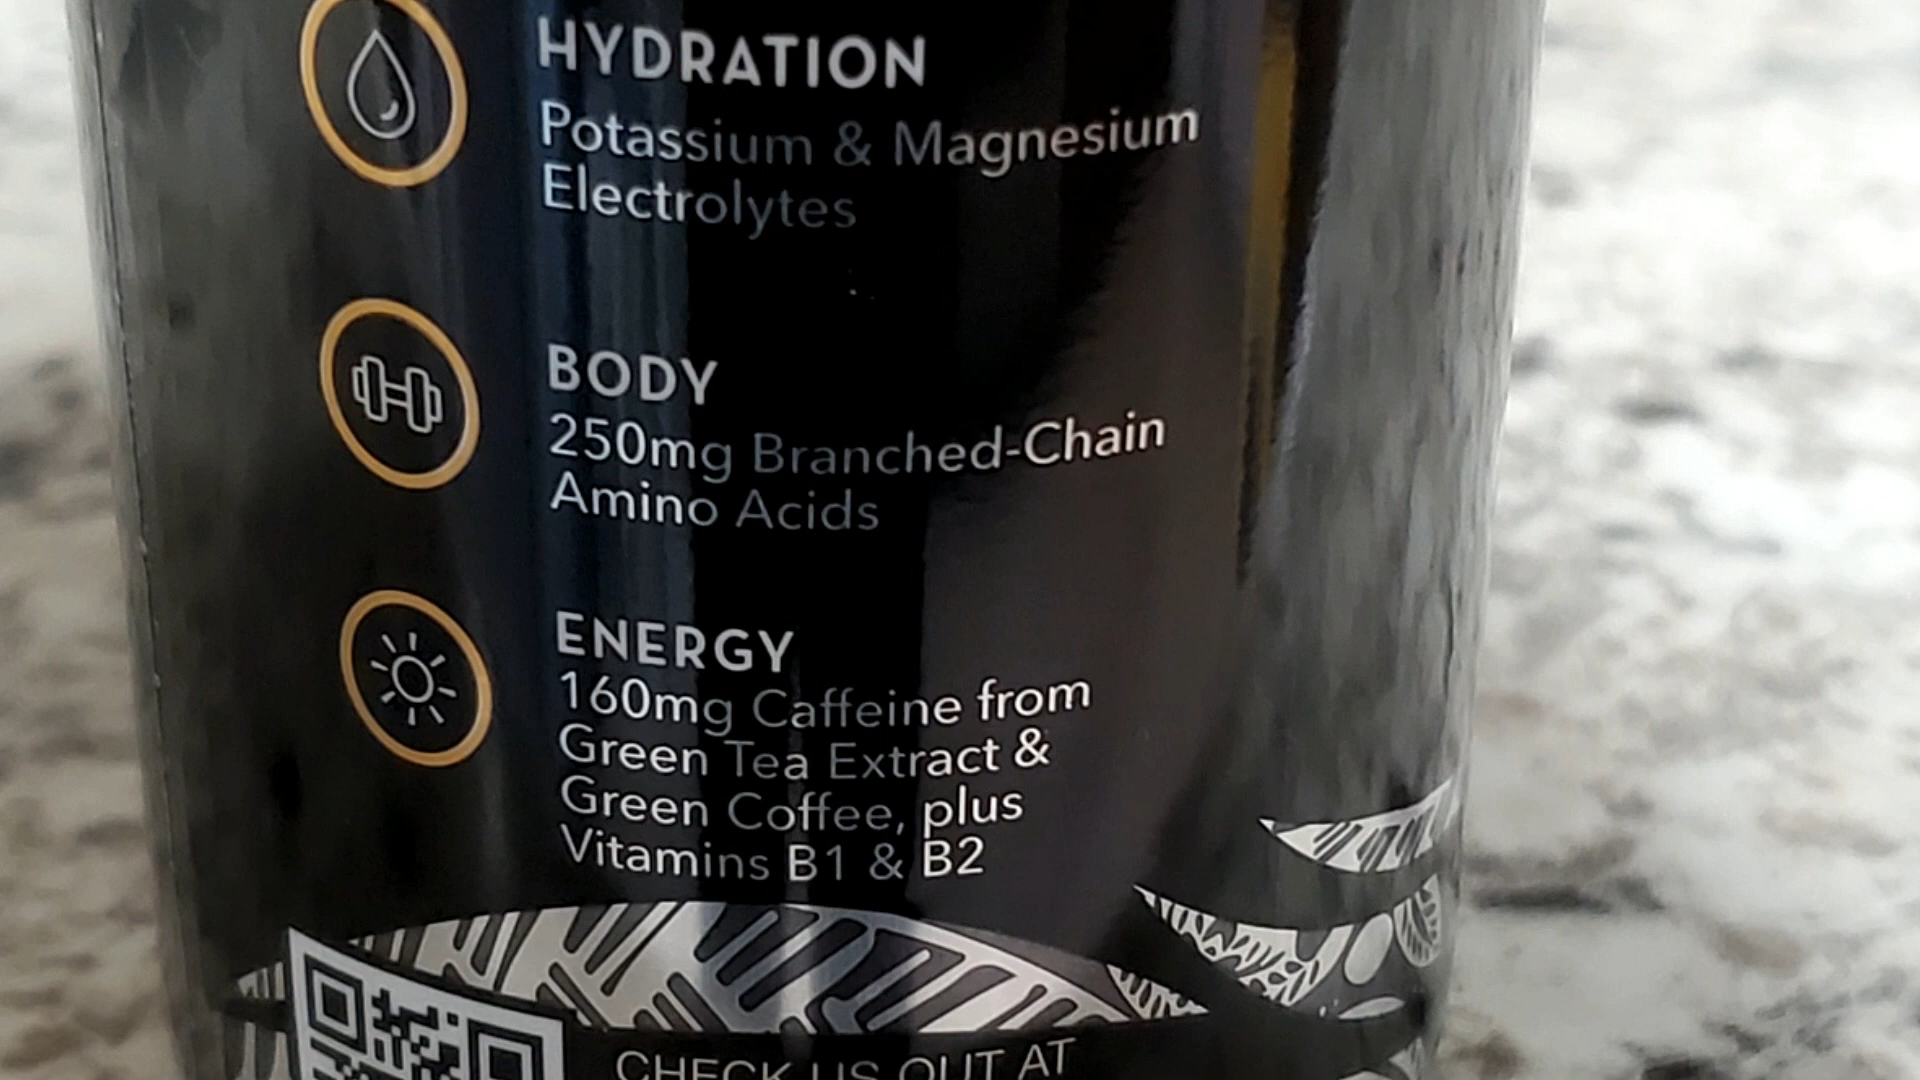 HYDRATION
Potassium & Magnesium
Electrolytes
BODY
250mg Branched-Chain
Amino Acids
ENERGY
160mg Caffeine from
Green Tea Extract &
Green Coffee, plus
Vitamins B1 & B2
CHECK US OUT AT